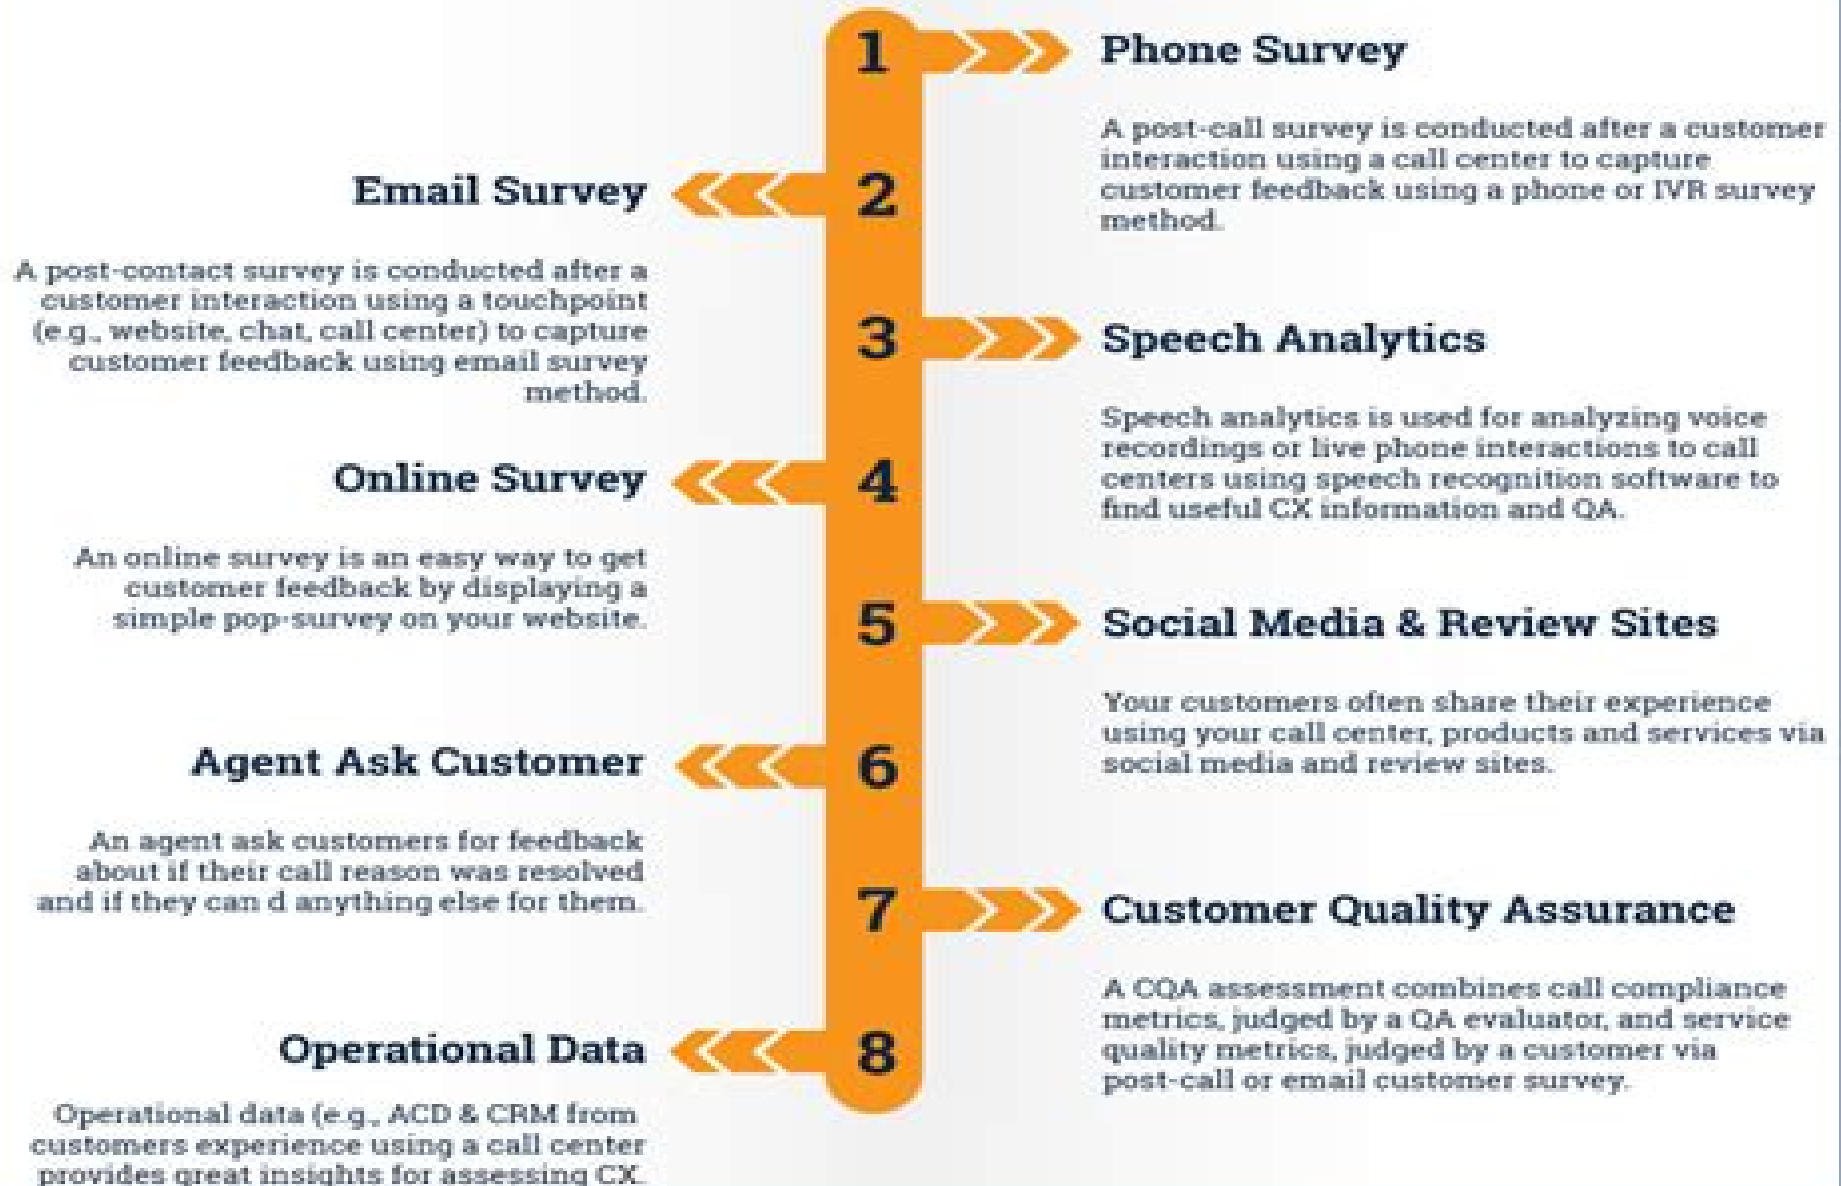 1
Phone Survey
A post-call survey is conducted after a customer
interaction using a call center to capture
customer feedback using a phone or IVR survey
method.
2
Email Survey
A post-contact survey is conducted after a
customer interaction using a touchpoint
(e.g., website, chat, call center) to capture
customer feedback using email survey
method.
3
Speech Analytics
Speech analytics is used for analyzing voice
recordings or live phone interactions to call
centers using speech recognition software to
find useful CX information and QA.
4
Online Survey
An online survey is an easy way to get
customer feedback by displaying a
simple pop-survey on your website.
5
Social Media & Review Sites
Your customers often share their experience
using your call center, products and services via
social media and review sites.
6
Agent Ask Customer
An agent ask customers for feedback
about if their call reason was resolved
and if they can d anything else for them.
7
Customer Quality Assurance
A CQA assessment combines call compliance
metrics, judged by a QA evaluator, and service
quality metrics, judged by a customer via
post-call or email customer survey.
8
Operational Data
Operational data (e.g., ACD & CRM from
customers experience using a call center
provides great insights for assessing CX.